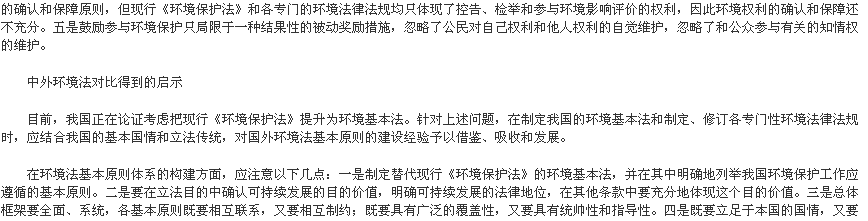 的确认和保障原则，但现行《环境保护法》和各专门的环境法律法规均只体现了控告、检举和参与环境影响评价的权利，因此环境权利的确认和保障还
不充分。五是鼓励参与环境保护只局限于一种结果性的被动奖励措施，忽略了公民对自己权利和他人权利的自觉维护，忽略了和公众参与有关的知情权
的维护。
中外环境法对比得到的启示
目前，我国正在论证考虑把现行《环境保护法》提升为环境基本法。针对上述问题，在制定我国的环境基本法和制定、修订各专门性环境法律法规
时，应结合我国的基本国情和立法传统，对国外环境法基本原则的建设经验予以借鉴、吸收和发展。
在环境法基本原则体系的构建方面，应注意以下几点：一是制定替代现行《环境保护法》的环境基本法，并在其中明确地列举我国环境保护工作应
遵循的基本原则。二是要在立法目的中确认可持续发展的目的价值，明确可持续发展的法律地位，在其他条款中要充分地体现这个目的价值。三是总体
框架要全面、系统，各基本原则既要相互联系，又要相互制约；既要具有广泛的覆盖性，又要具有统帅性和指导性。四是既要立足于本国的国情，又要